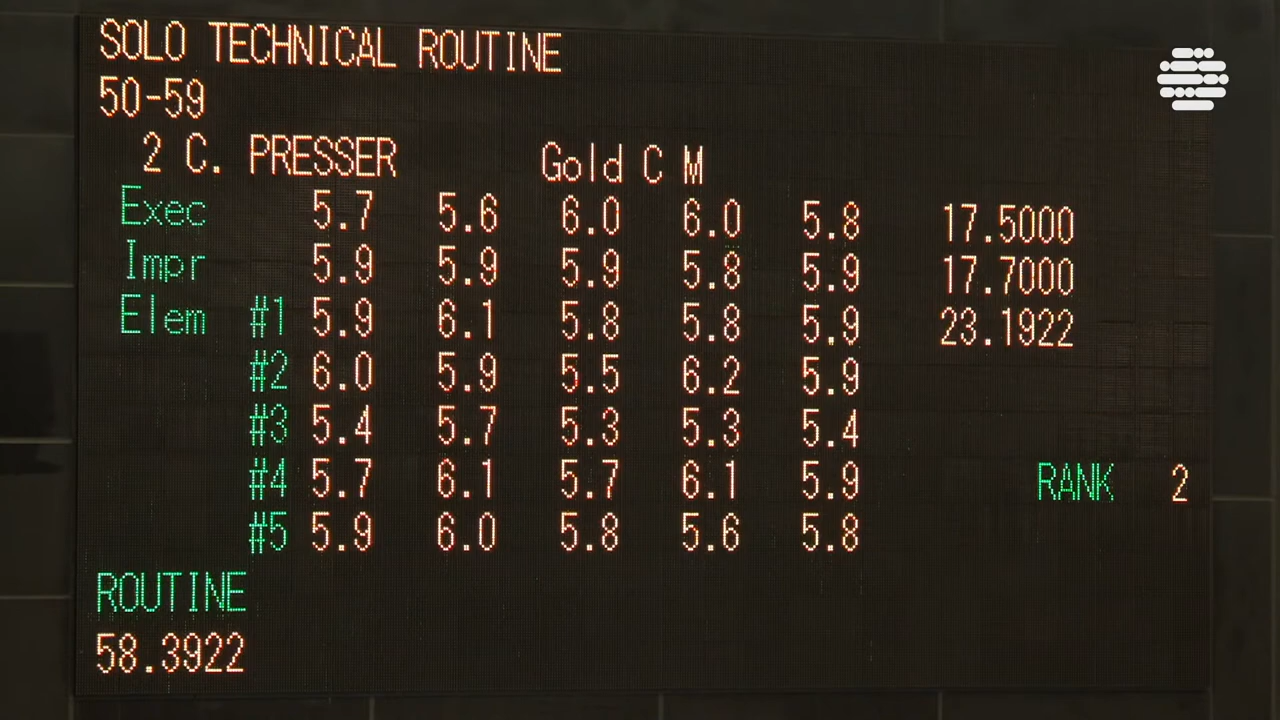 SOLO TECHNICAL ROUTINE
50-59
2 C. PRESSER Gold C M
Exec 5.7 5.6 6.0 6.0 5.8 17.5000
Impr 5.9 5.9 5.9 5.8 5.9 17.7000
Elem #1 5.9 6.1 5.8 5.8 5.9 23.1922
#2 6.0 5.9 5.5 6.2 5.9
#3 5.4 5.7 5.3 5.3 5.4
#4 5.7 6.1 5.7 6.1 5.9 RANK 2
#5 5.9 6.0 5.8 5.6 5.8
ROUTINE
58.3922